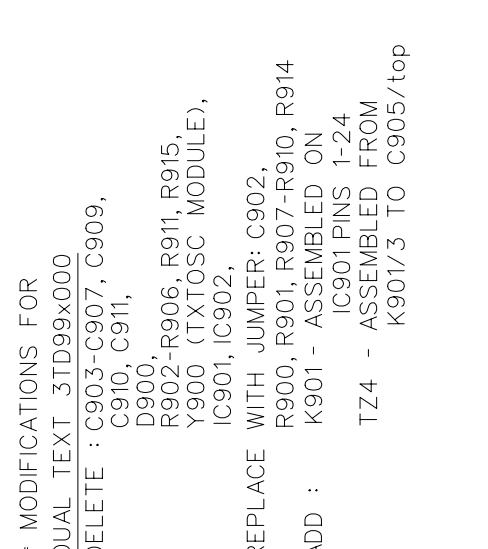 * MODIFICATIONS FOR
DUAL TEXT 3TD99x000
DELETE : C903-C907, C909,
C910, C911,
D900,
R902-R906, R911, R915,
Y900 (TXTOSC MODULE),
IC901, IC902,
REPLACE WITH JUMPER: C902,
R900, R901, R907-R910, R914
ADD : K901 - ASSEMBLED ON
IC901 PINS 1-24
TZ4 - ASSEMBLED FROM
K901/3 TO C905/top